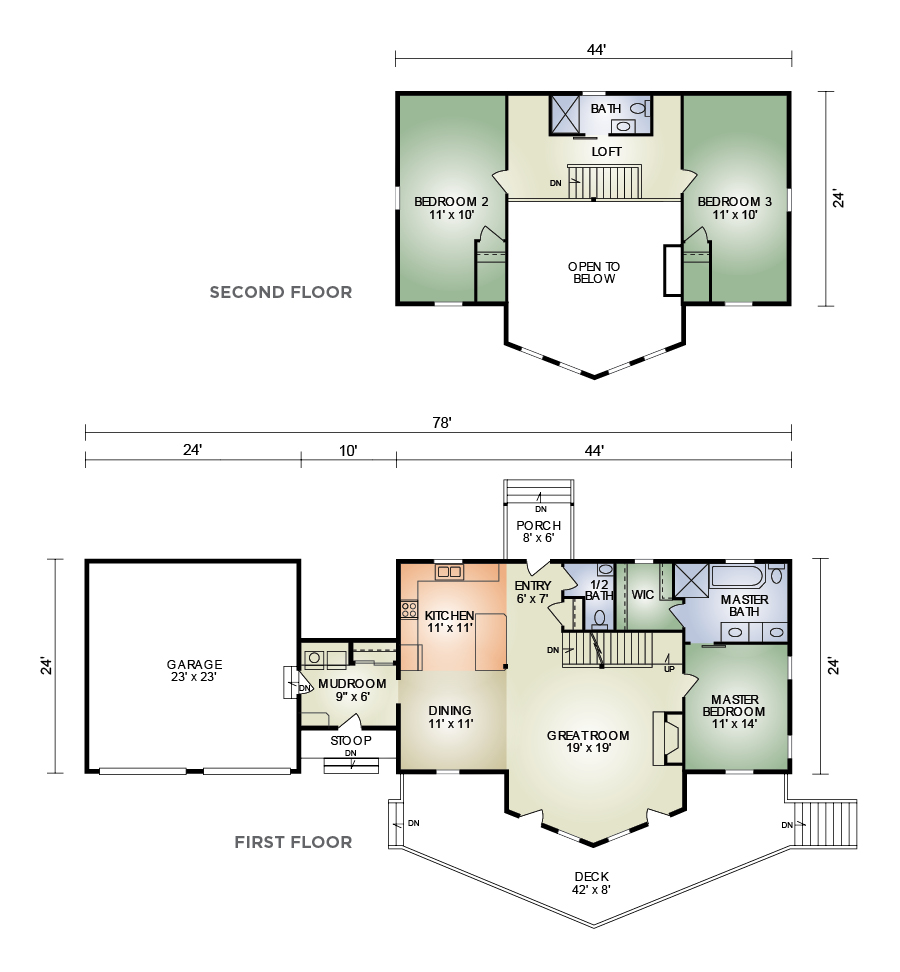 44'
BATH
LOFT
DN
BEDROOM 2
11' x 10'
BEDROOM 3
11' x 10'
24'
OPEN TO
BELOW
SECOND FLOOR
78'
24'
10'
44'
DN
PORCH
8' x 6'
ENTRY
6' x 7'
1/2
BATH
WIC
MASTER
BATH
KITCHEN
11' x 11'
DN
UP
24'
GARAGE
23' x 23'
DN
MUDROOM
9" x 6'
24'
DINING
11' x 11'
MASTER
BEDROOM
11' x 14'
GREAT ROOM
19' x 19'
STOOP
DN
DN
DN
FIRST FLOOR
DECK
42' x 8'